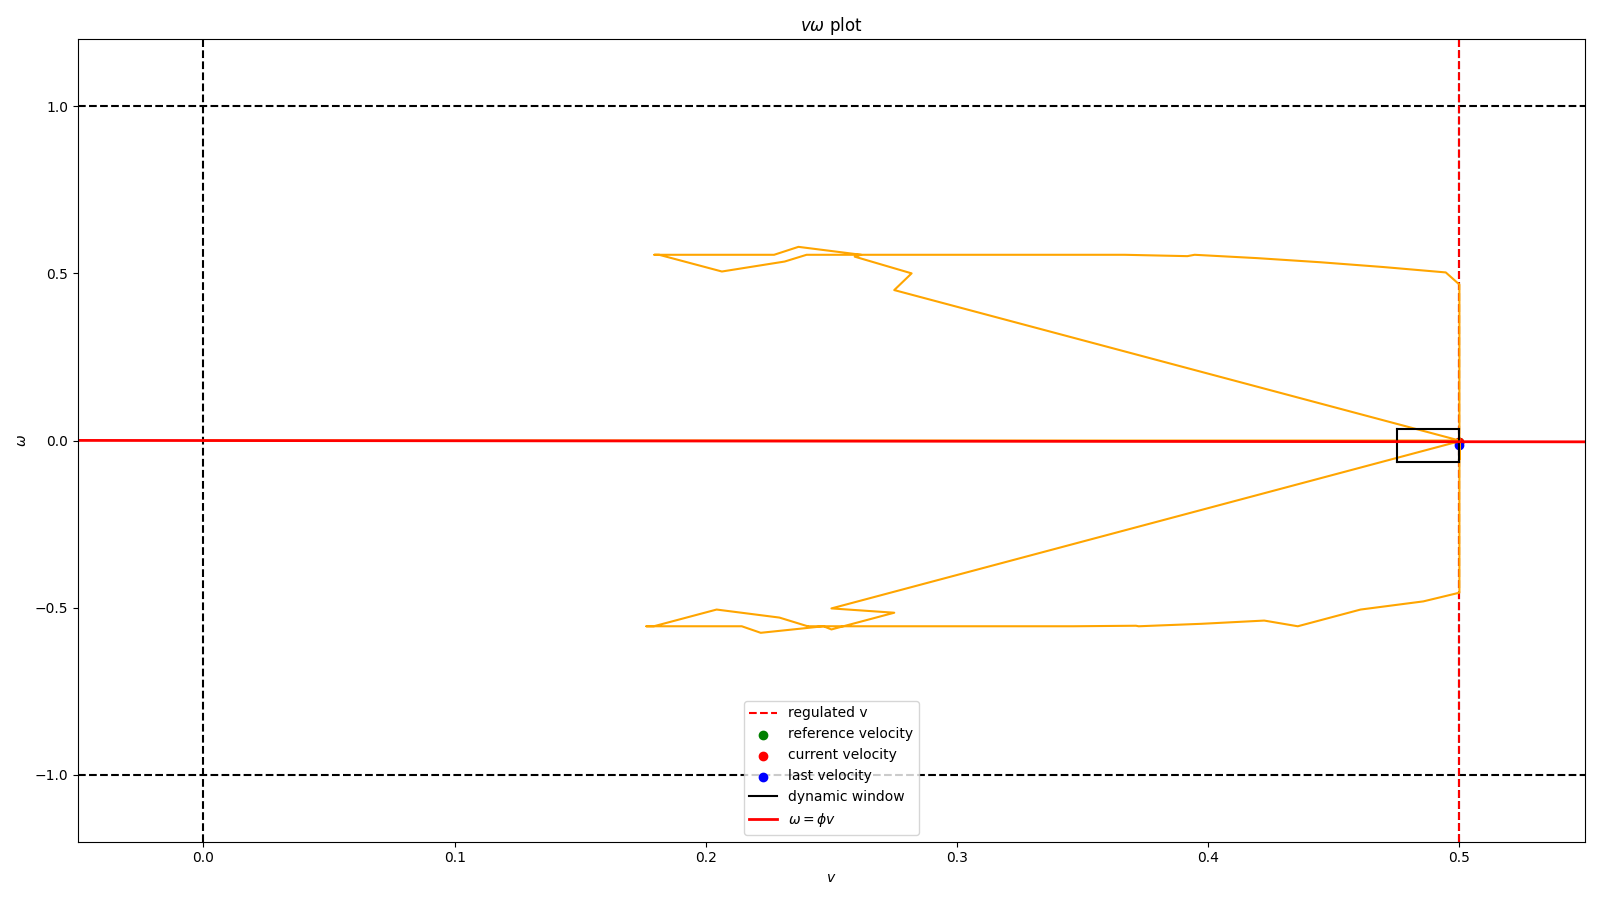 vω plot
1.0
0.5
0.0
−0.5
−1.0
ω
regulated v
reference velocity
current velocity
last velocity
dynamic window
ω = ϕv
0.0 0.1 0.2 0.3 0.4 0.5
v